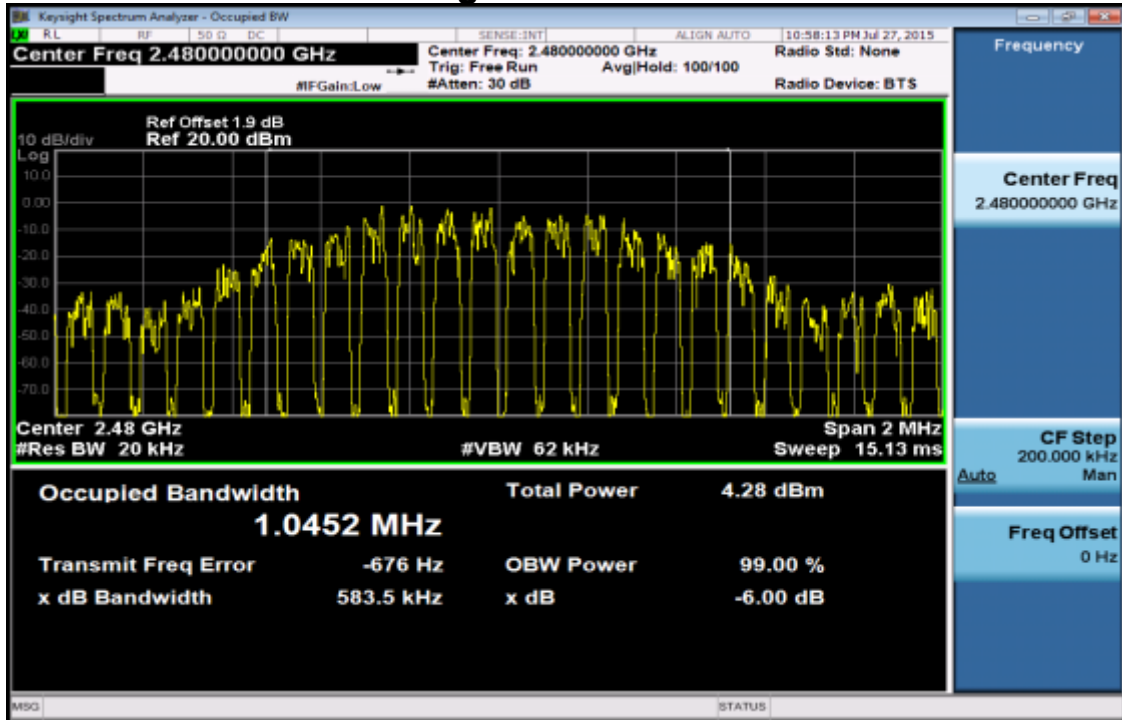 Keysight Spectrum Analyzer - Occupied BW
RL RF 50 Ω DC SENSE:INT ALIGN AUTO 10:58:13 PM Jul 27, 2015
Center Freq 2.480000000 GHz
Center Freq: 2.480000000 GHz Radio Std: None
Trig: Free Run Avg|Hold: 100/100
#IFGain:Low #Atten: 30 dB Radio Device: BTS
Ref Offset 1.9 dB
10 dB/div Ref 20.00 dBm
Log
10.0
0.00
-10.0
-20.0
-30.0
-40.0
-50.0
-60.0
-70.0
Center 2.48 GHz Span 2 MHz
#Res BW 20 kHz #VBW 62 kHz Sweep 15.13 ms
Occupied Bandwidth Total Power 4.28 dBm
1.0452 MHz
Transmit Freq Error -676 Hz OBW Power 99.00 %
x dB Bandwidth 583.5 kHz x dB -6.00 dB
MSG STATUS
Frequency
Center Freq
2.480000000 GHz
CF Step
200.000 kHz
Auto Man
Freq Offset
0 Hz